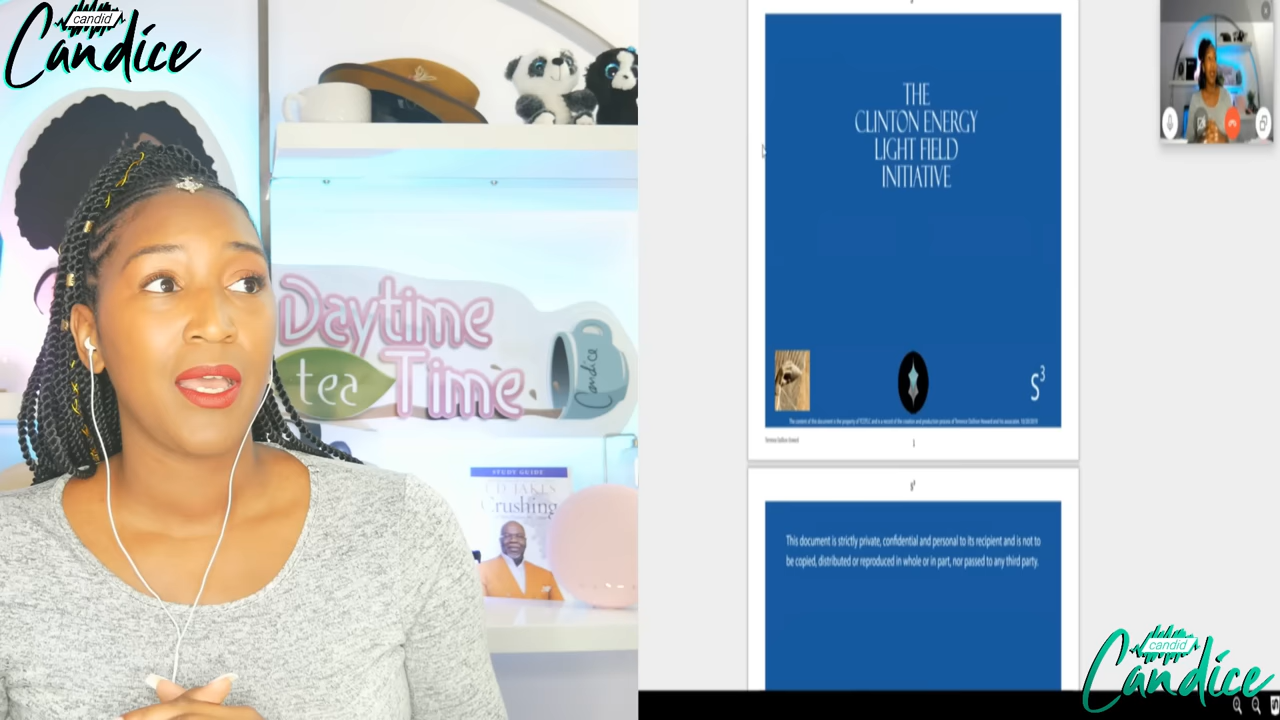 candid
Candice
Daytime
tea Time
Candice
STUDY GUIDE
T.D. JAKES
Crushing
THE
CLINTON ENERGY
LIGHT FIELD
INITIATIVE
S3
1
This document is strictly private, confidential and personal to its recipient and is not to
be copied, distributed or reproduced in whole or in part, nor passed to any third party.
candid
Candice